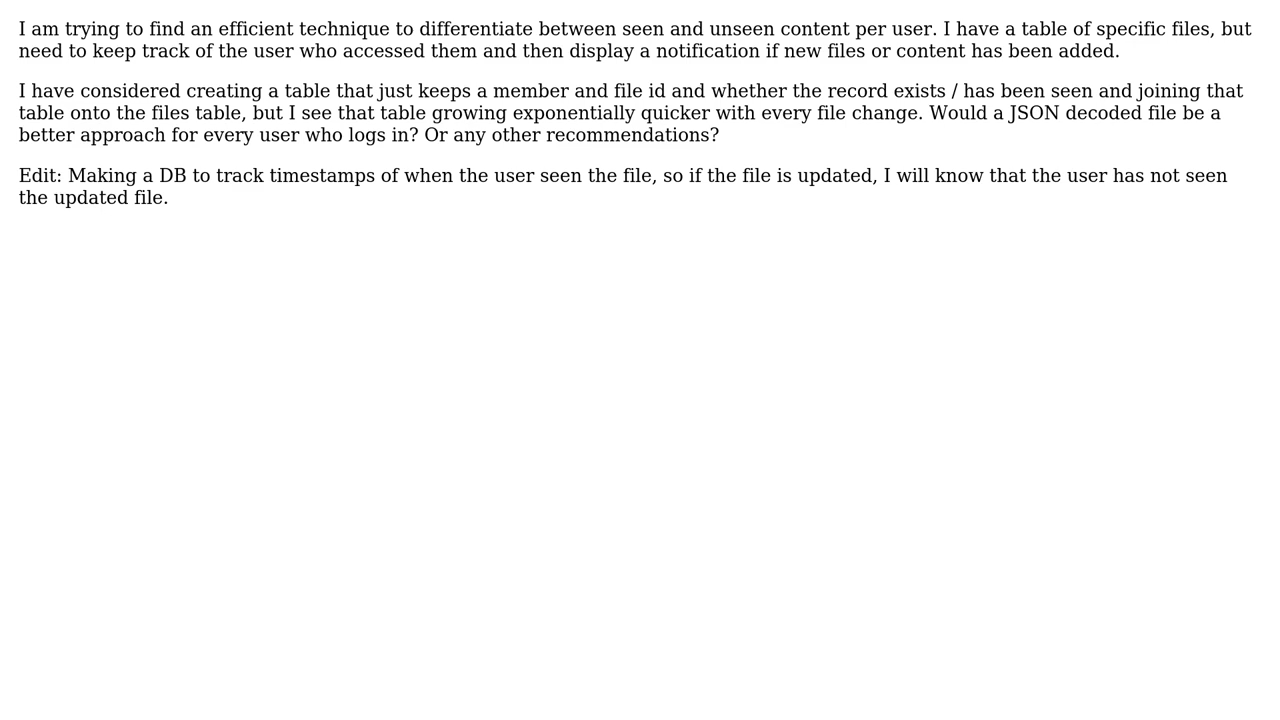 I am trying to find an efficient technique to differentiate between seen and unseen content per user. I have a table of specific files, but
need to keep track of the user who accessed them and then display a notification if new files or content has been added.
I have considered creating a table that just keeps a member and file id and whether the record exists / has been seen and joining that
table onto the files table, but I see that table growing exponentially quicker with every file change. Would a JSON decoded file be a
better approach for every user who logs in? Or any other recommendations?
Edit: Making a DB to track timestamps of when the user seen the file, so if the file is updated, I will know that the user has not seen
the updated file.